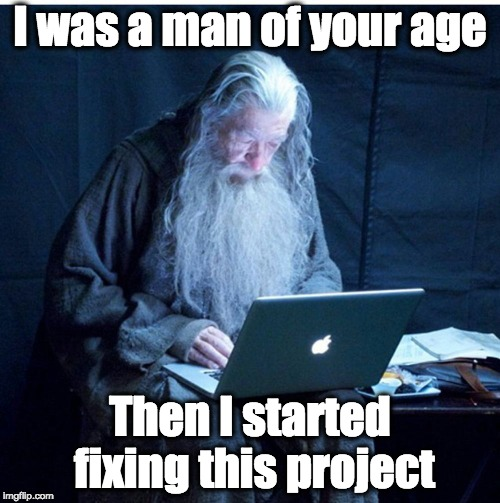 I was a man of your age
Then I started
fixing this project
imgflip.com